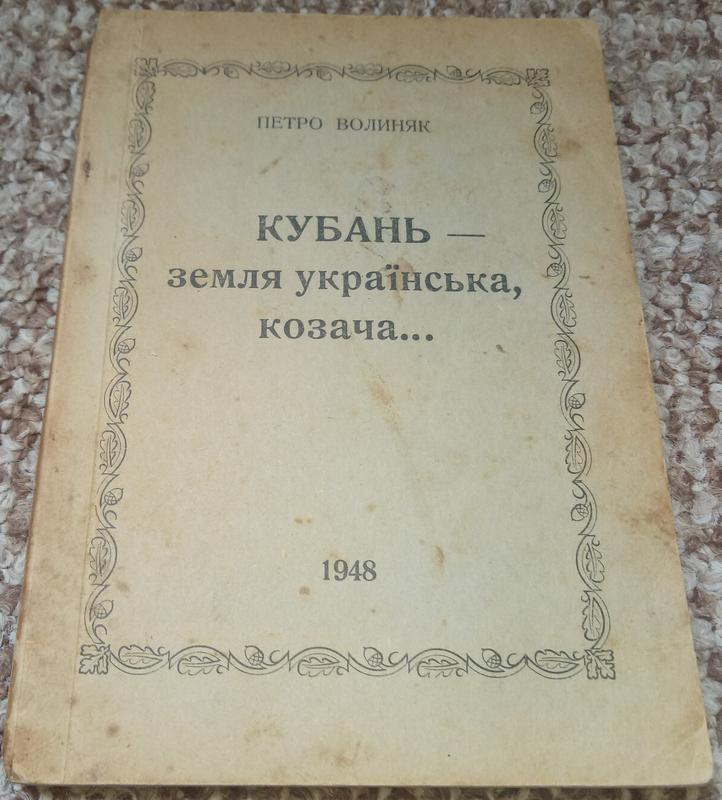 ПЕТРО ВОЛИНЯК
КУБАНЬ —
земля українська,
козача...
1948